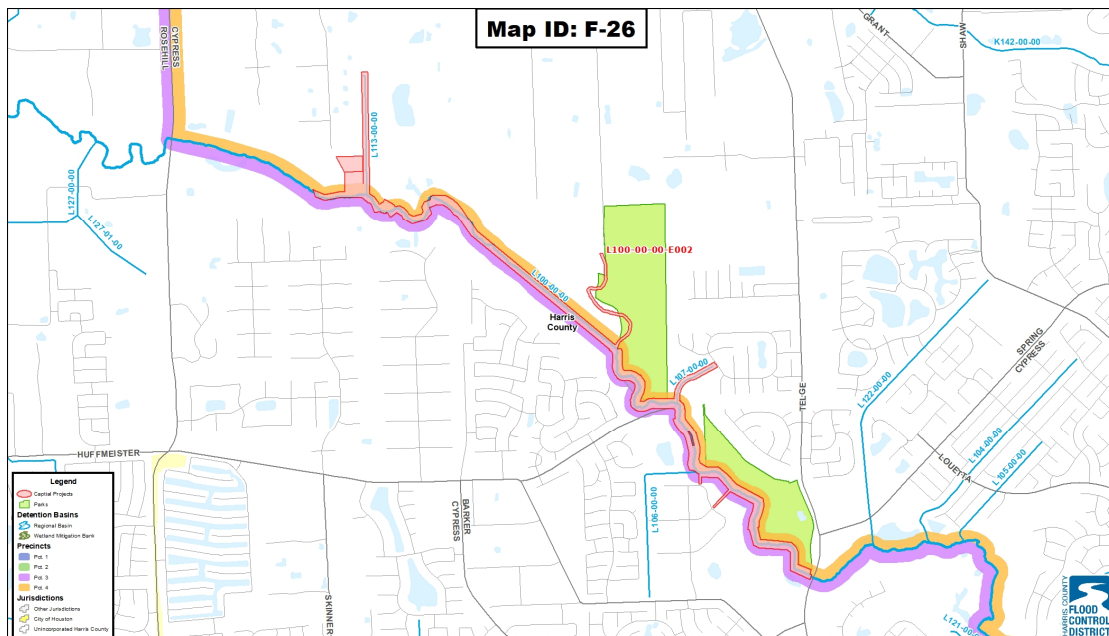 Map ID: F-26
GRANT
SHAW
K142-00-00
CYPRESS
ROSEHILL
L113-00-00
L127-00-00
L127-01-00
L100-00-00-E002
L100-00-00
Harris
County
L107-00-00
TELGE
SPRING
CYPRESS
L122-00-00
L104-00-00
L105-00-00
LOUETTA
HUFFMEISTER
BARKER
CYPRESS
L106-00-00
SKINNER
L121-00-
Legend
Captial Projects
Parks
Detention Basins
Regional Basin
Wetland Mitigation Bank
Precincts
Pct. 1
Pct. 2
Pct. 3
Pct. 4
Jurisdictions
Other Jurisdictions
City of Houston
Unincorporated Harris County
HARRIS COUNTY
FLOOD
CONTROL
DISTRICT